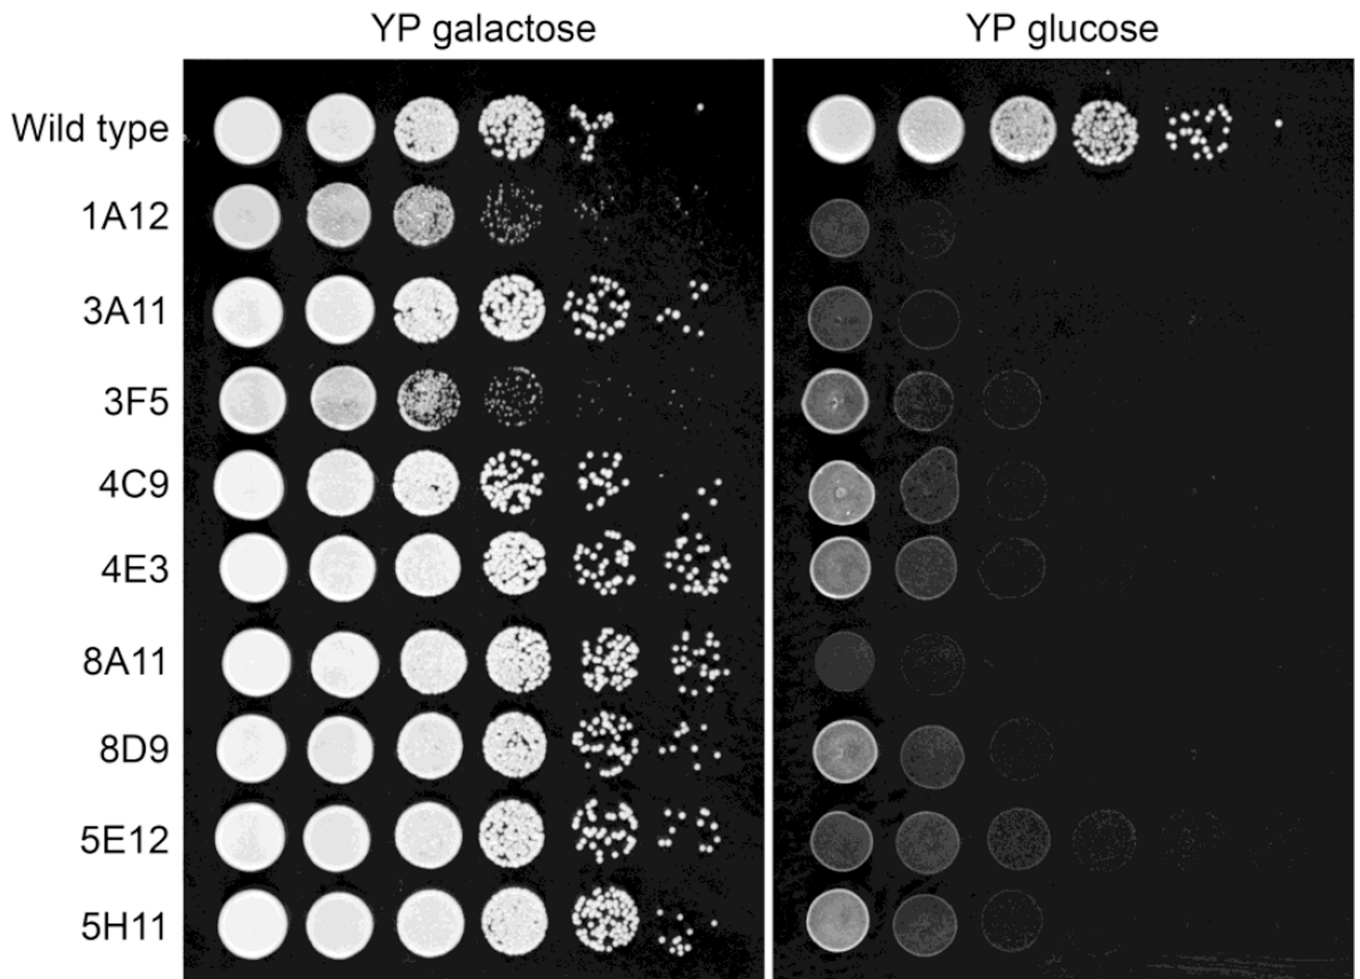 YP galactose
YP glucose
Wild type
1A12
3A11
3F5
4C9
4E3
8A11
8D9
5E12
5H11